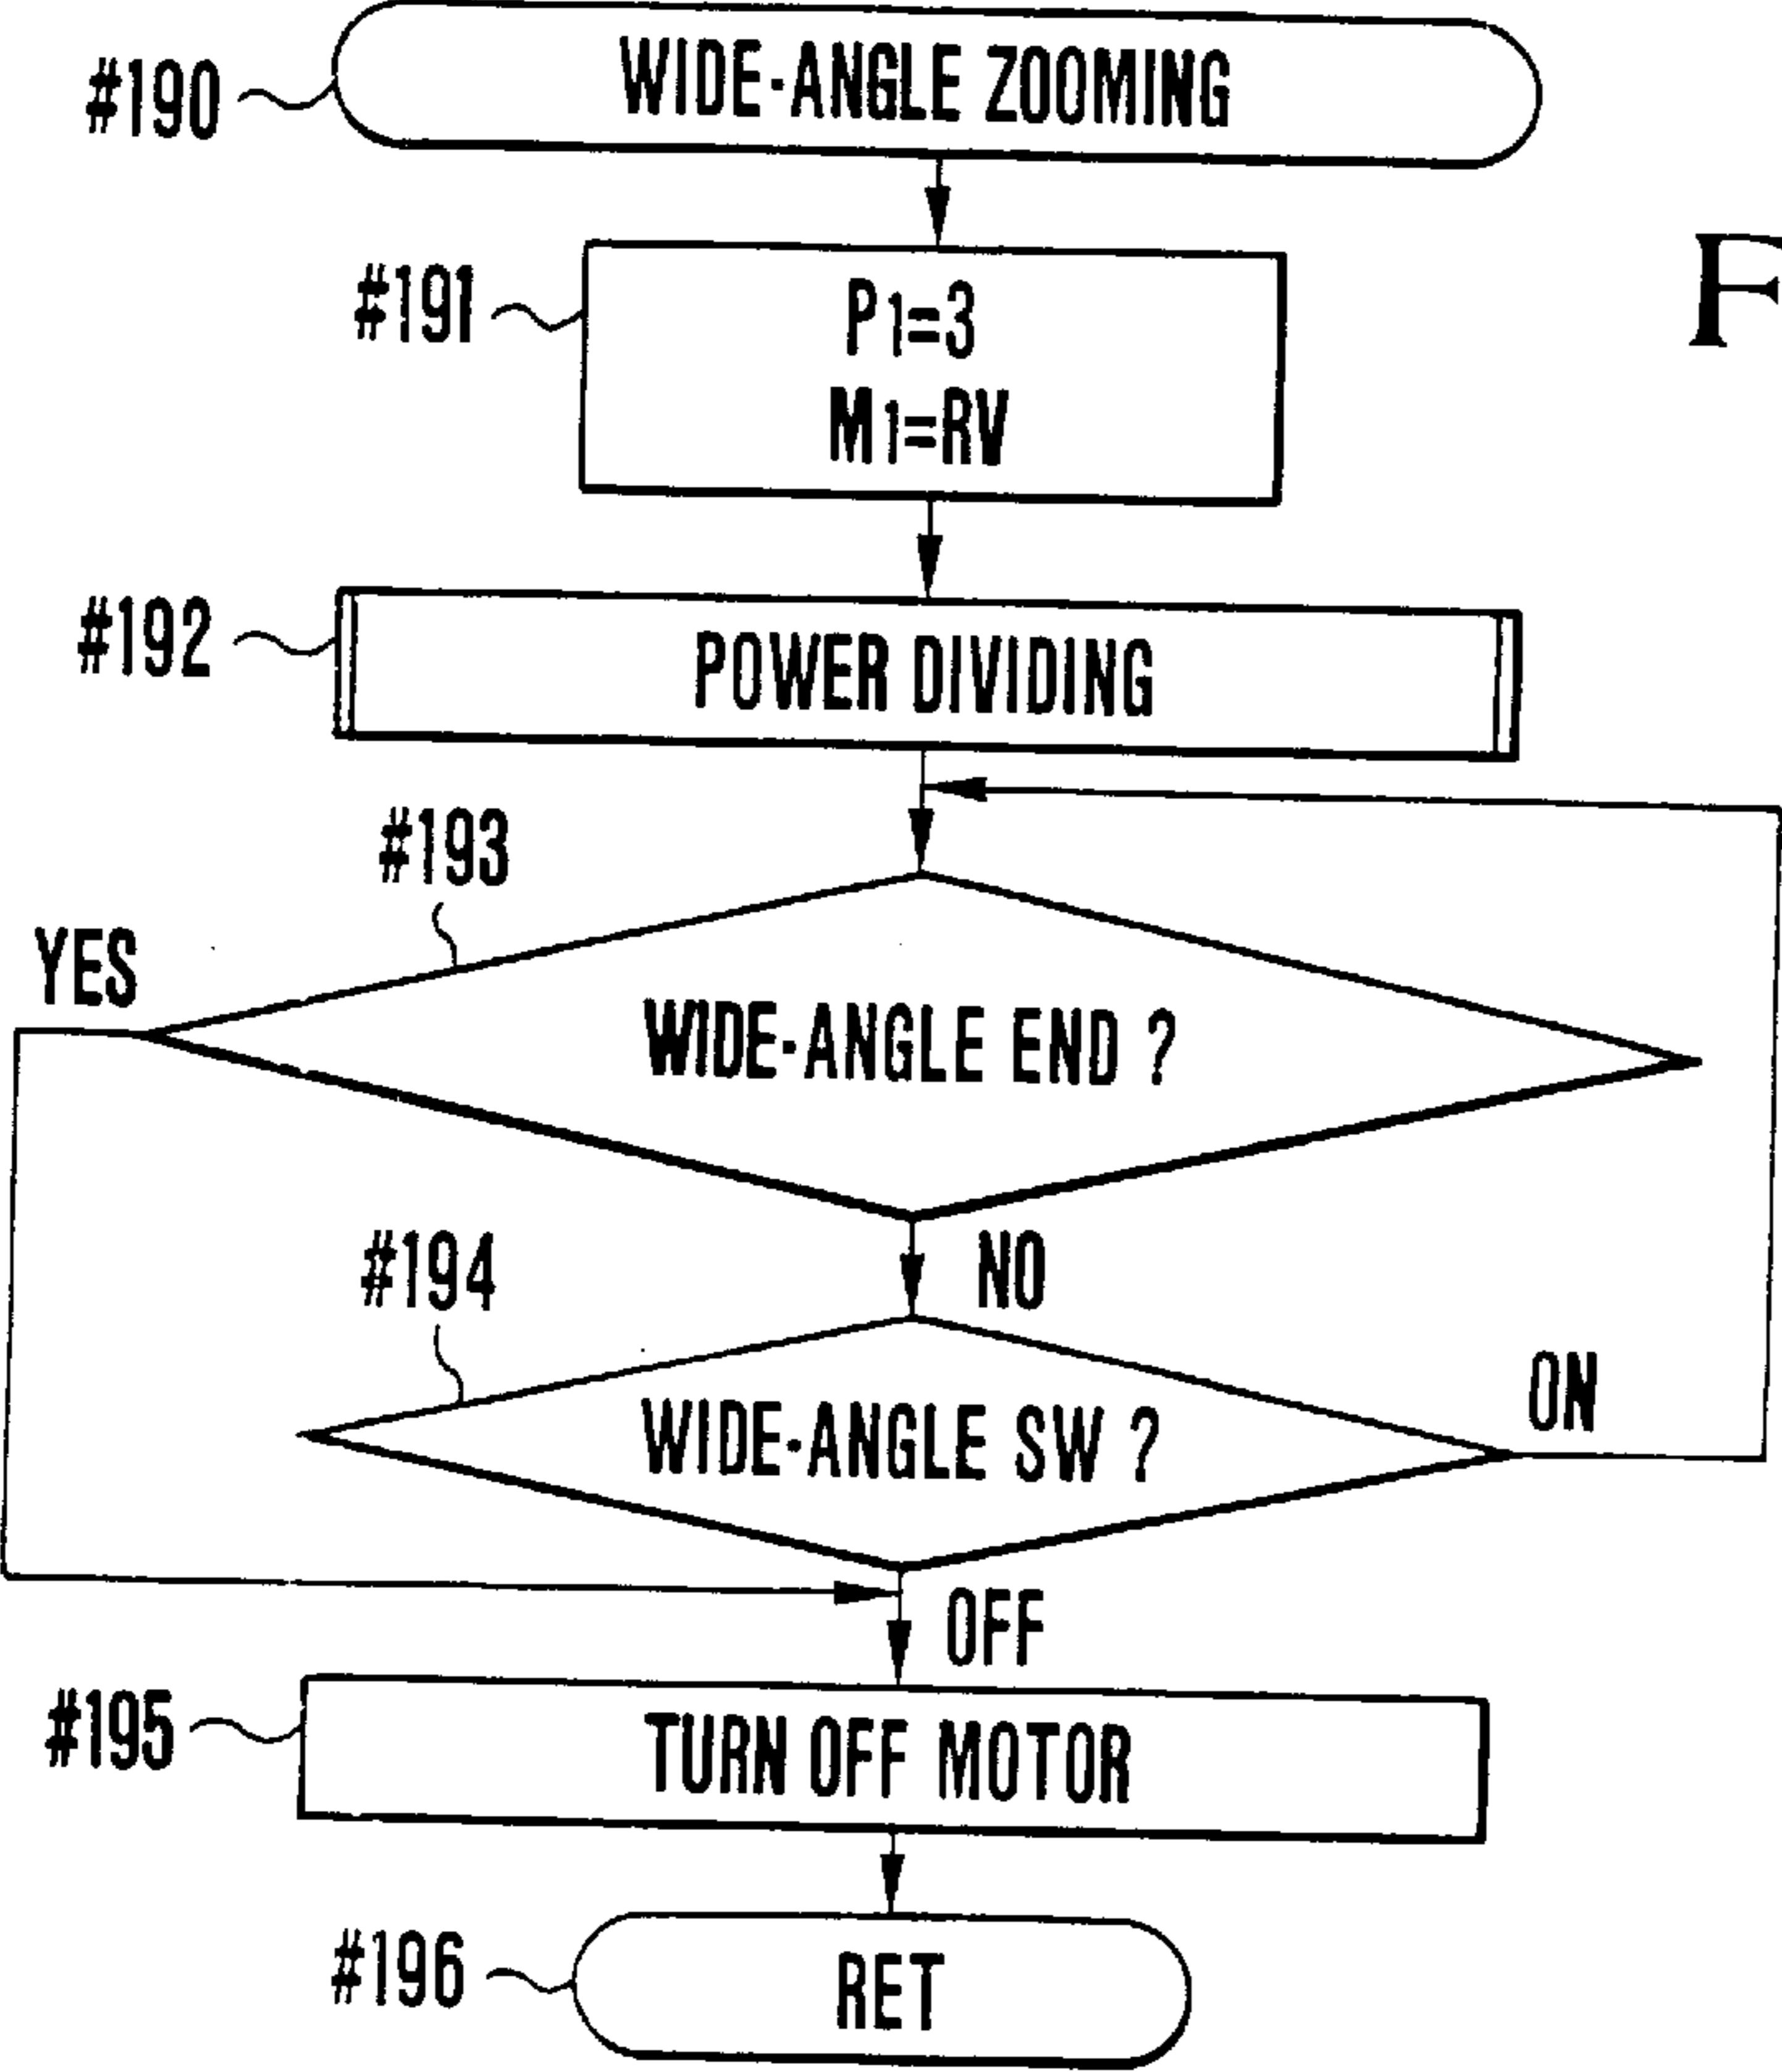 #190
WIDE-ANGLE ZOOMING
F
#191
P1=3
M1=RV
#192
POWER DIVIDING
#193
YES
WIDE-ANGLE END ?
NO
#194
WIDE-ANGLE SW ?
ON
OFF
#195
TURN OFF MOTOR
#196
RET